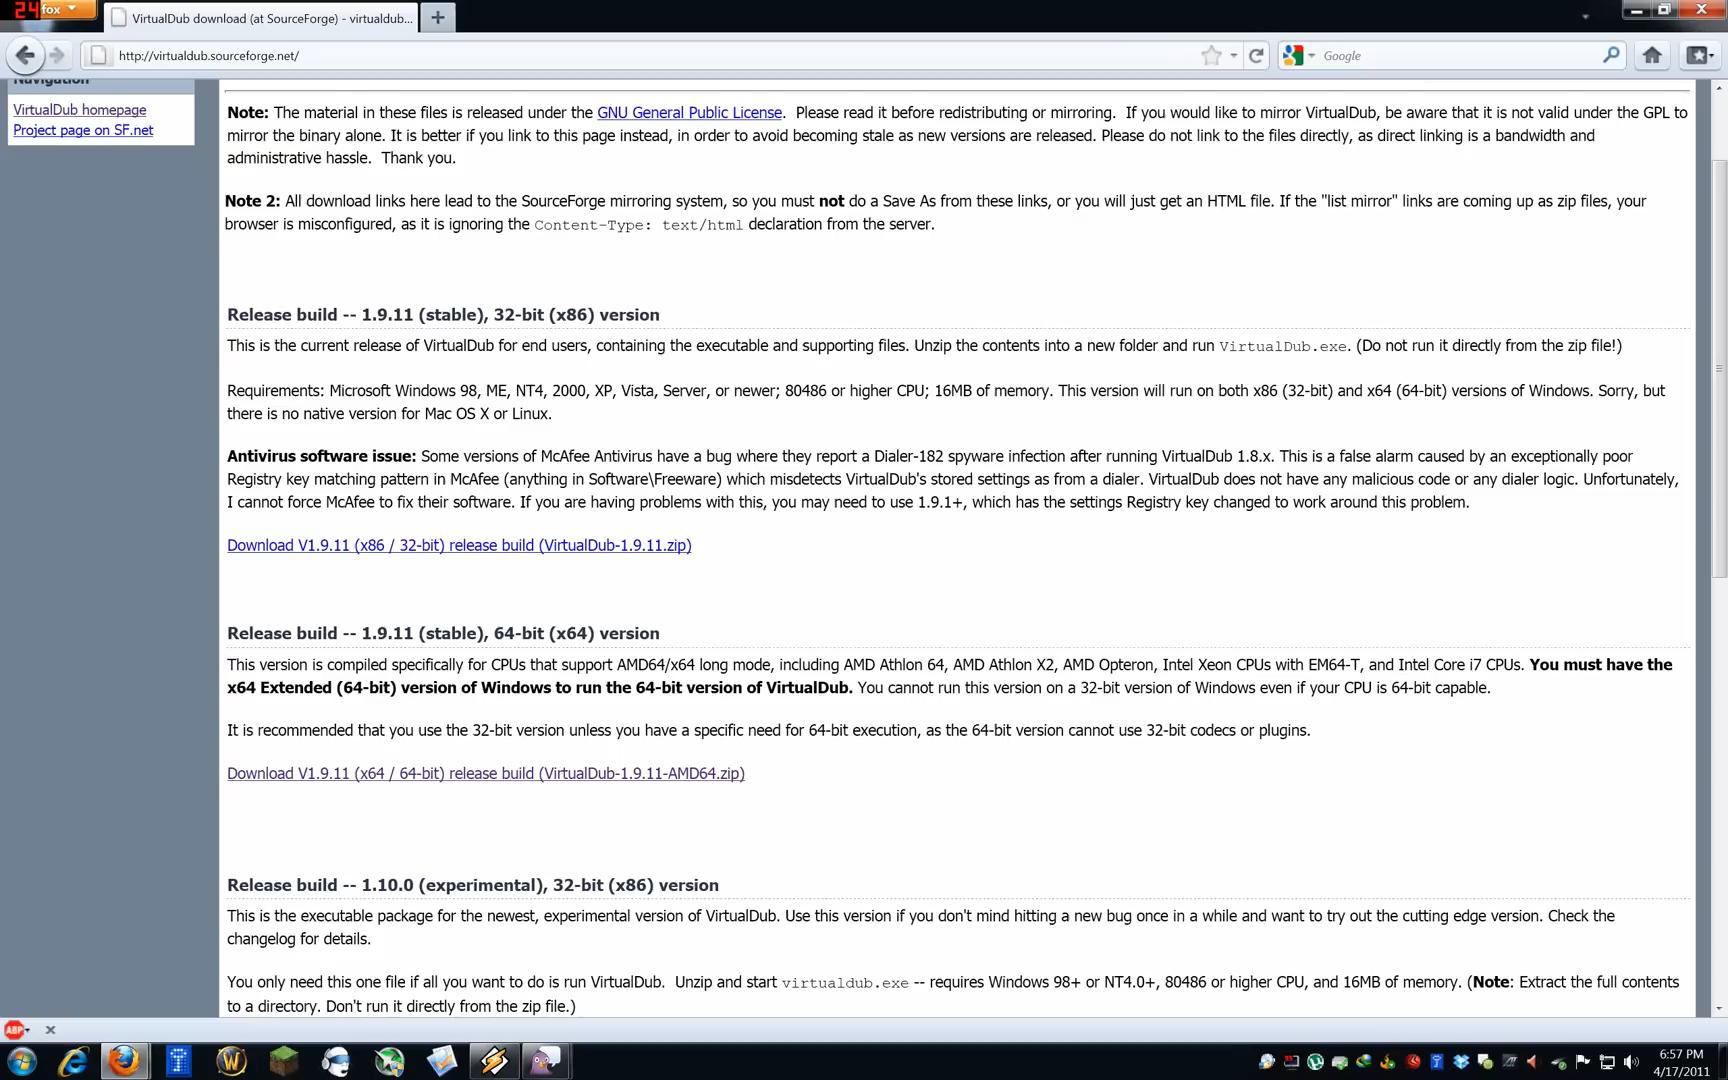 24
fox
VirtualDub download (at SourceForge) - virtualdub...
http://virtualdub.sourceforge.net/
Google
Navigation
VirtualDub homepage
Project page on SF.net
Note: The material in these files is released under the GNU General Public License. Please read it before redistributing or mirroring. If you would like to mirror VirtualDub, be aware that it is not valid under the GPL to
mirror the binary alone. It is better if you link to this page instead, in order to avoid becoming stale as new versions are released. Please do not link to the files directly, as direct linking is a bandwidth and
administrative hassle. Thank you.
Note 2: All download links here lead to the SourceForge mirroring system, so you must not do a Save As from these links, or you will just get an HTML file. If the "list mirror" links are coming up as zip files, your
browser is misconfigured, as it is ignoring the Content-Type: text/html declaration from the server.
Release build -- 1.9.11 (stable), 32-bit (x86) version
This is the current release of VirtualDub for end users, containing the executable and supporting files. Unzip the contents into a new folder and run VirtualDub.exe. (Do not run it directly from the zip file!)
Requirements: Microsoft Windows 98, ME, NT4, 2000, XP, Vista, Server, or newer; 80486 or higher CPU; 16MB of memory. This version will run on both x86 (32-bit) and x64 (64-bit) versions of Windows. Sorry, but
there is no native version for Mac OS X or Linux.
Antivirus software issue: Some versions of McAfee Antivirus have a bug where they report a Dialer-182 spyware infection after running VirtualDub 1.8.x. This is a false alarm caused by an exceptionally poor
Registry key matching pattern in McAfee (anything in Software\Freeware) which misdetects VirtualDub's stored settings as from a dialer. VirtualDub does not have any malicious code or any dialer logic. Unfortunately,
I cannot force McAfee to fix their software. If you are having problems with this, you may need to use 1.9.1+, which has the settings Registry key changed to work around this problem.
Download V1.9.11 (x86 / 32-bit) release build (VirtualDub-1.9.11.zip)
Release build -- 1.9.11 (stable), 64-bit (x64) version
This version is compiled specifically for CPUs that support AMD64/x64 long mode, including AMD Athlon 64, AMD Athlon X2, AMD Opteron, Intel Xeon CPUs with EM64-T, and Intel Core i7 CPUs. You must have the
x64 Extended (64-bit) version of Windows to run the 64-bit version of VirtualDub. You cannot run this version on a 32-bit version of Windows even if your CPU is 64-bit capable.
It is recommended that you use the 32-bit version unless you have a specific need for 64-bit execution, as the 64-bit version cannot use 32-bit codecs or plugins.
Download V1.9.11 (x64 / 64-bit) release build (VirtualDub-1.9.11-AMD64.zip)
Release build -- 1.10.0 (experimental), 32-bit (x86) version
This is the executable package for the newest, experimental version of VirtualDub. Use this version if you don't mind hitting a new bug once in a while and want to try out the cutting edge version. Check the
changelog for details.
You only need this one file if all you want to do is run VirtualDub. Unzip and start virtualdub.exe -- requires Windows 98+ or NT4.0+, 80486 or higher CPU, and 16MB of memory. (Note: Extract the full contents
to a directory. Don't run it directly from the zip file.)
ABP
6:57 PM
4/17/2011